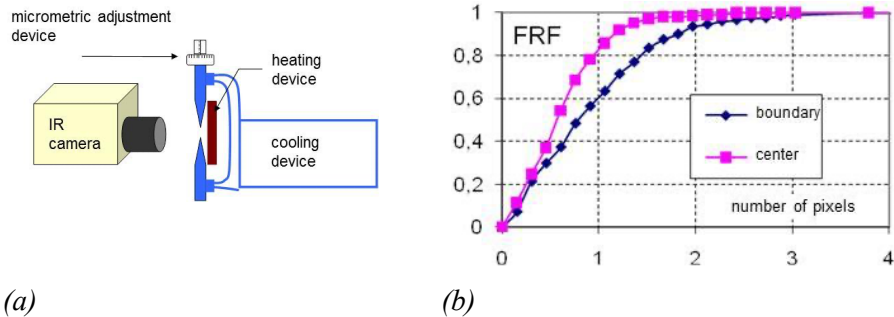 micrometric adjustment
device
heating
device
IR
camera
cooling
device
(a)
FRF
1
0,8
0,6
0,4
0,2
0
0
1
2
3
4
boundary
center
number of pixels
(b)